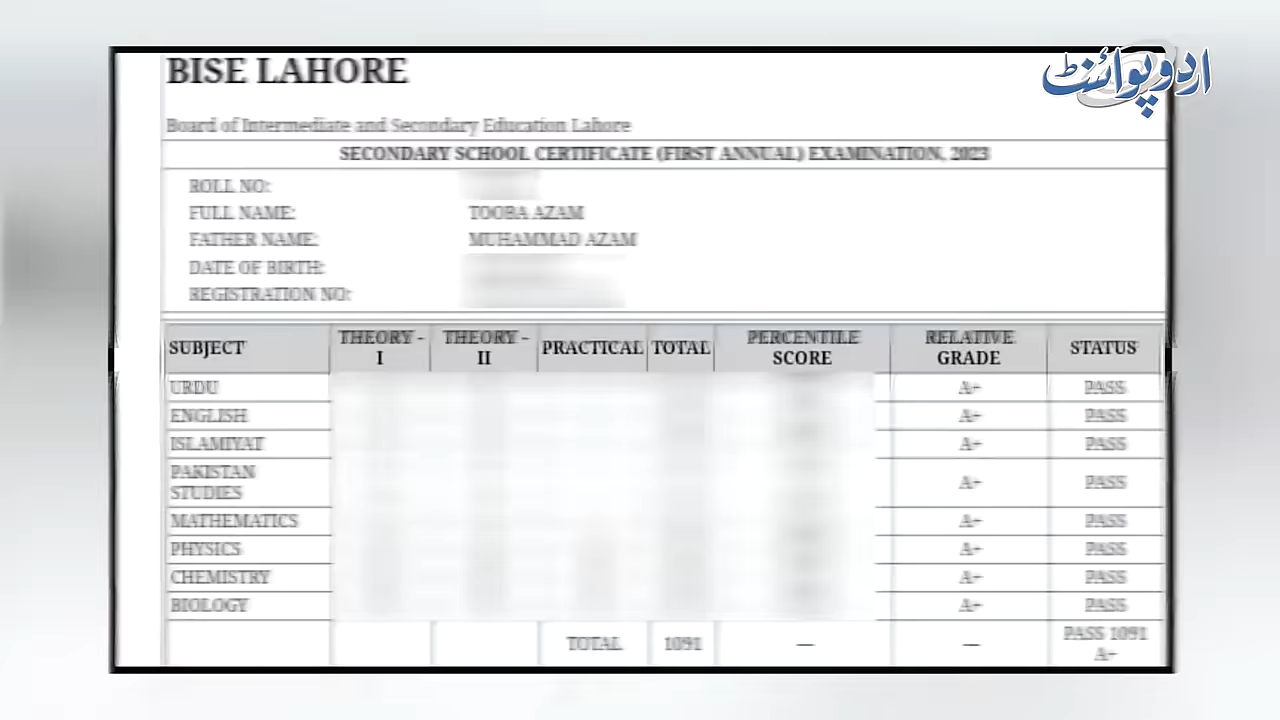 اردو پوائنٹ
BISE LAHORE
Board of Intermediate and Secondary Education Lahore
SECONDARY SCHOOL CERTIFICATE (FIRST ANNUAL) EXAMINATION, 2023
ROLL NO:
FULL NAME: TOOBA AZAM
FATHER NAME: MUHAMMAD AZAM
DATE OF BIRTH:
REGISTRATION NO:
SUBJECT THEORY - I THEORY - II PRACTICAL TOTAL PERCENTILE SCORE RELATIVE GRADE STATUS
URDU A+ PASS
ENGLISH A+ PASS
ISLAMIYAT A+ PASS
PAKISTAN STUDIES A+ PASS
MATHEMATICS A+ PASS
PHYSICS A+ PASS
CHEMISTRY A+ PASS
BIOLOGY A+ PASS
TOTAL 1091 — — PASS 1091 A+